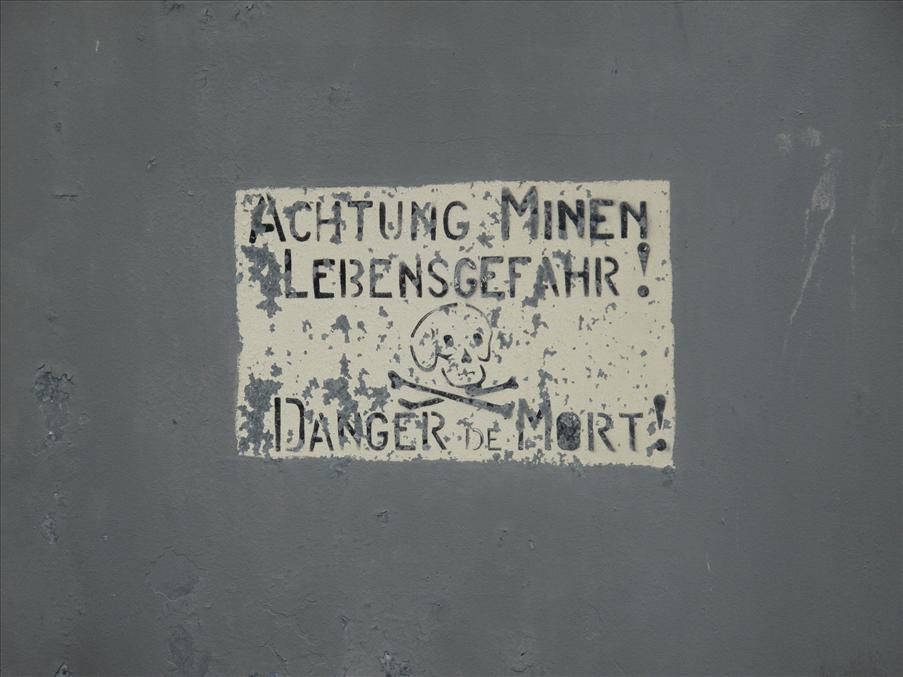 ACHTUNG MINEN
LEBENSGEFAHR!
DANGER DE MORT!